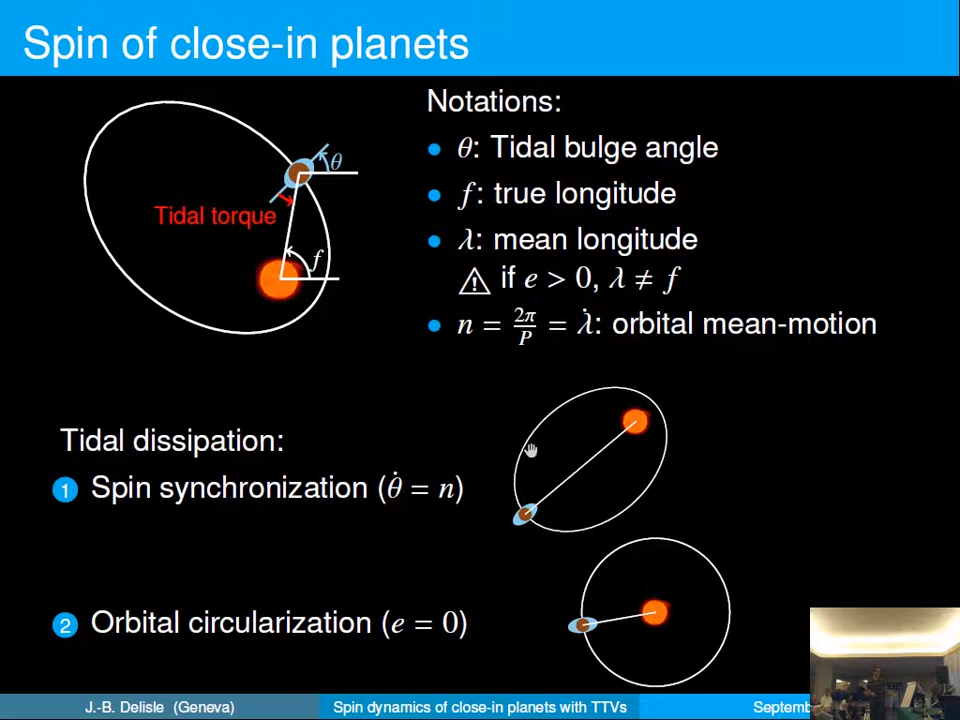 Spin of close-in planets
θ
Tidal torque
f
Notations:
θ: Tidal bulge angle
f: true longitude
λ: mean longitude
⚠ if e > 0, λ ≠ f
n = 2π/P = λ̇: orbital mean-motion
Tidal dissipation:
1 Spin synchronization (θ̇ = n)
2 Orbital circularization (e = 0)
J.-B. Delisle (Geneva)
Spin dynamics of close-in planets with TTVs